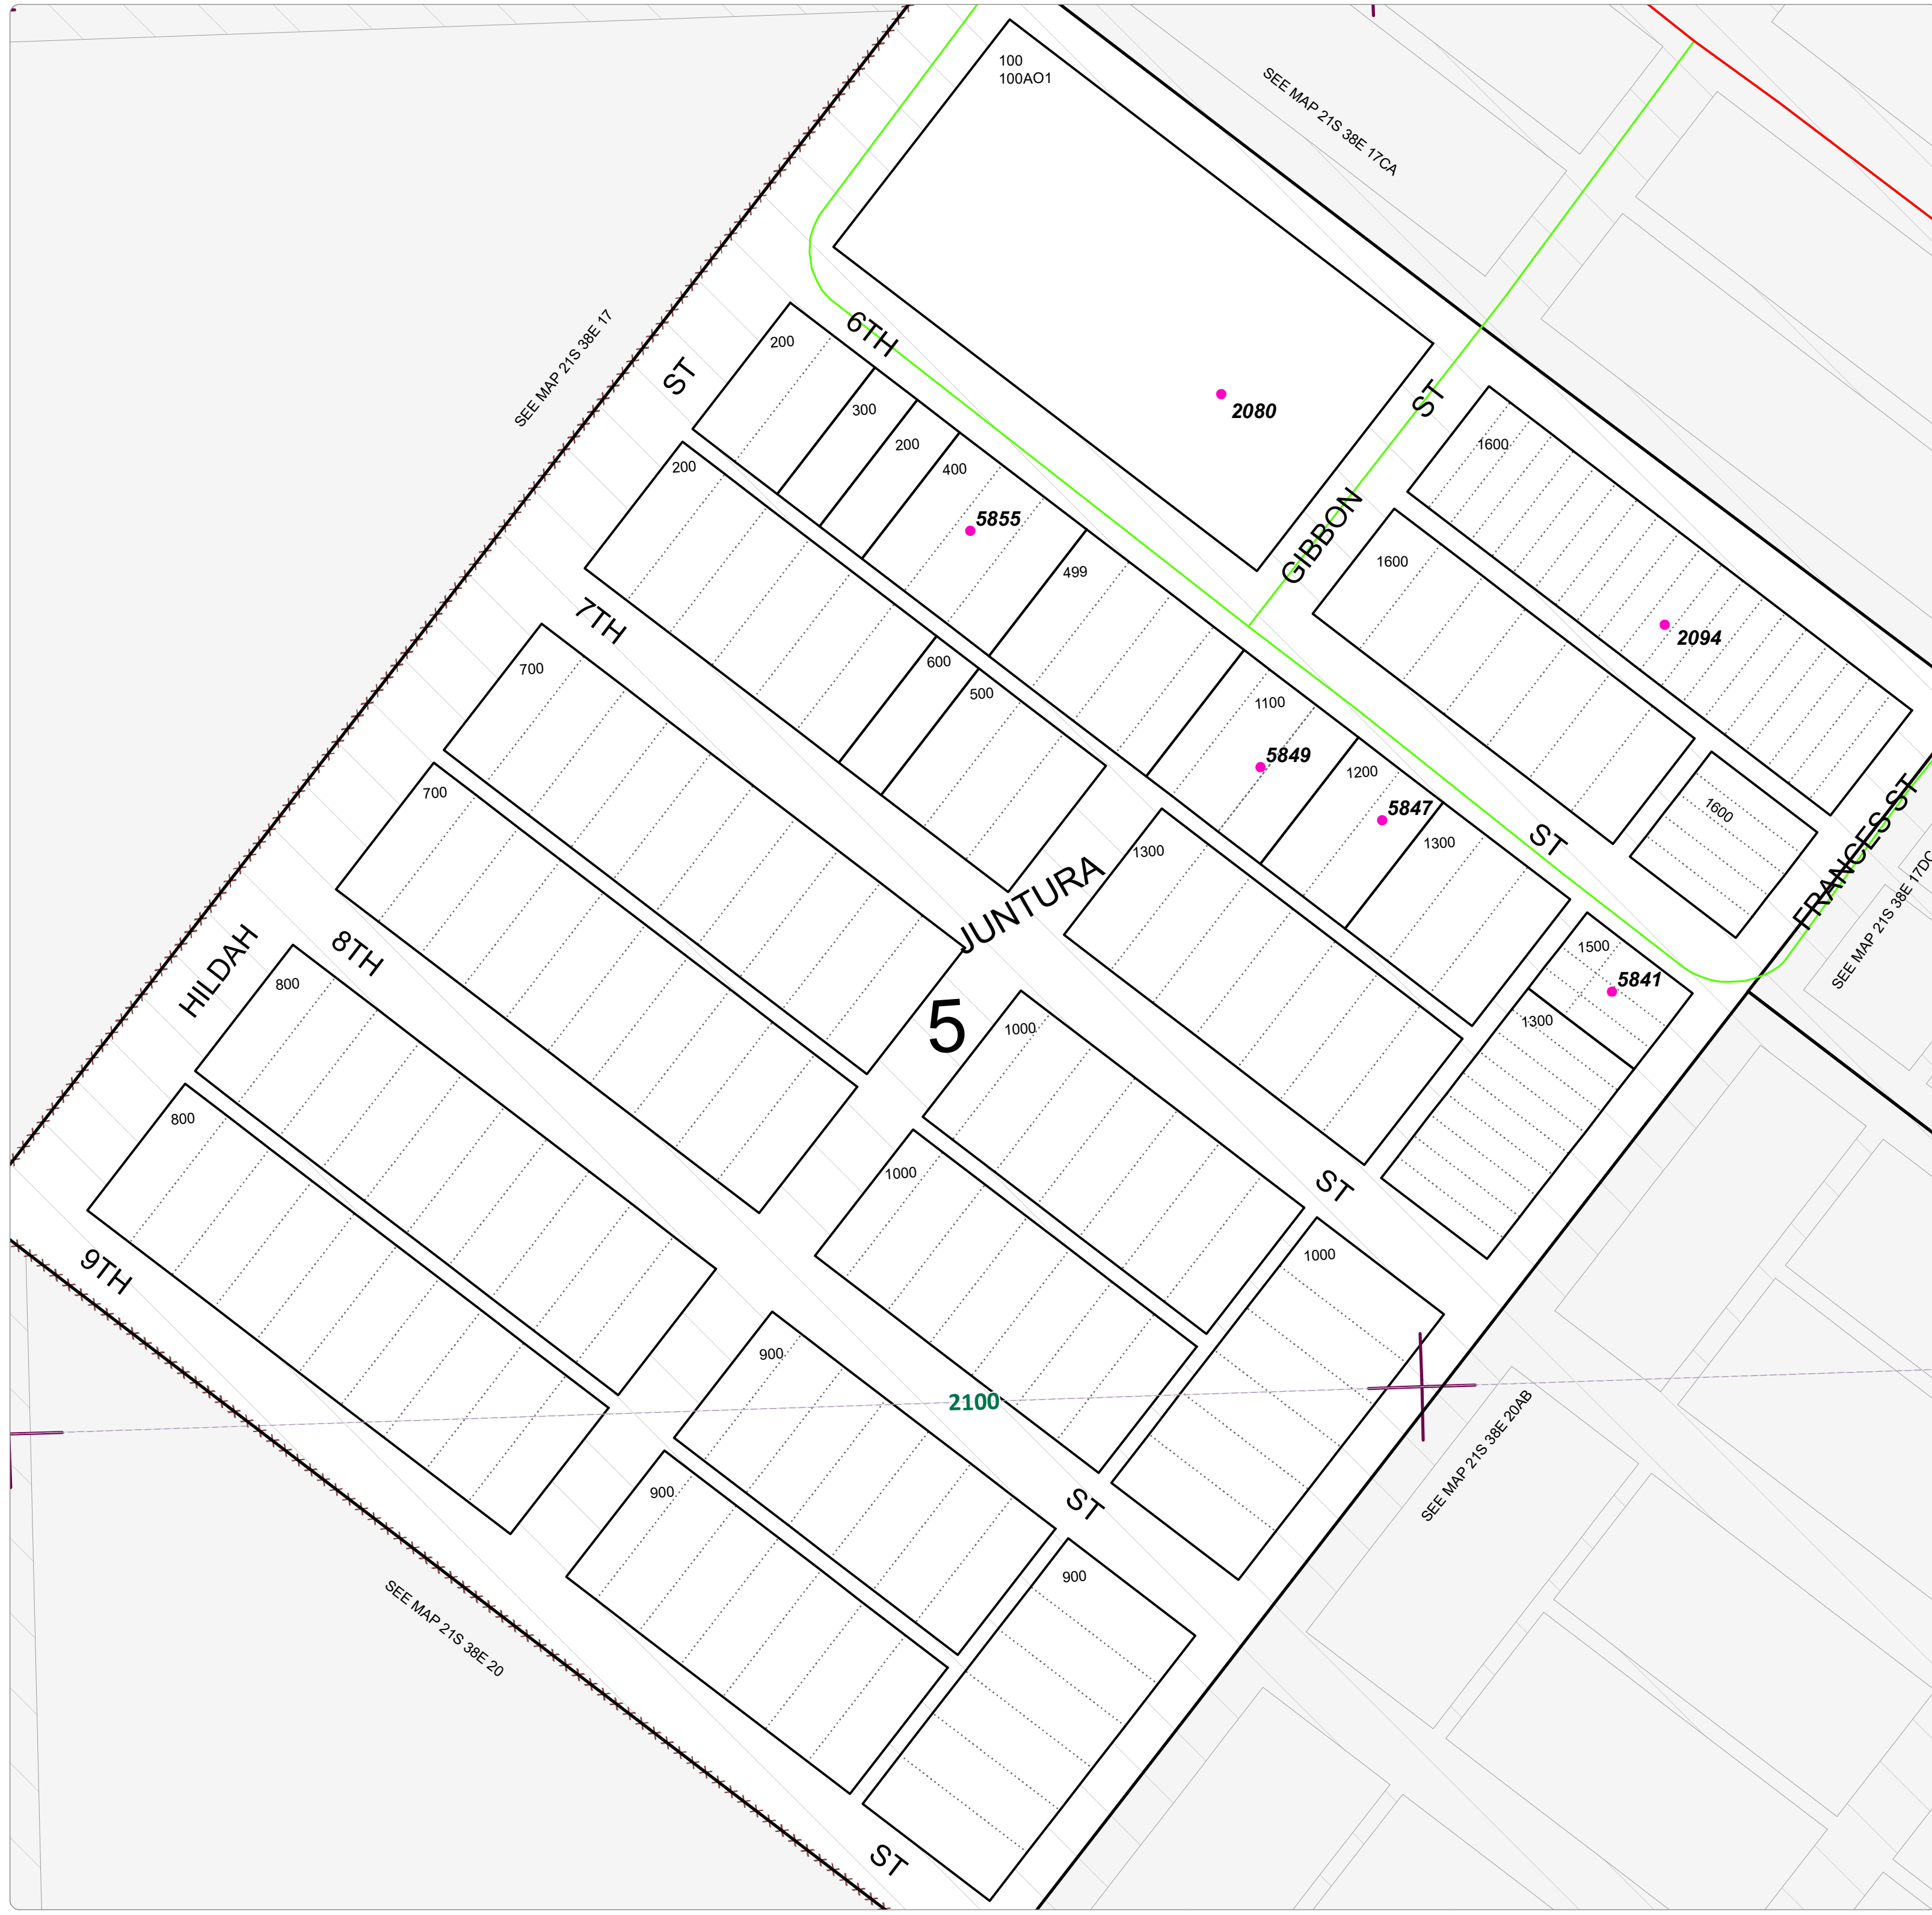 100
100AO1
SEE MAP 21S 38E 17CA
SEE MAP 21S 38E 17
200
6TH
ST
300
200
400
2080
ST
1600
200
5855
499
GIBBON
1600
7TH
700
600
500
1100
2094
5849
1200
5847
1300
700
1300
1600
ST
FRANCES ST
SEE MAP 21S 38E 17DC
JUNTURA
HILDAH
8TH
800
5
1000
1500
5841
1300
800
1000
ST
9TH
1000
900
2100
SEE MAP 21S 38E 20AB
900
ST
900
SEE MAP 21S 38E 20
ST